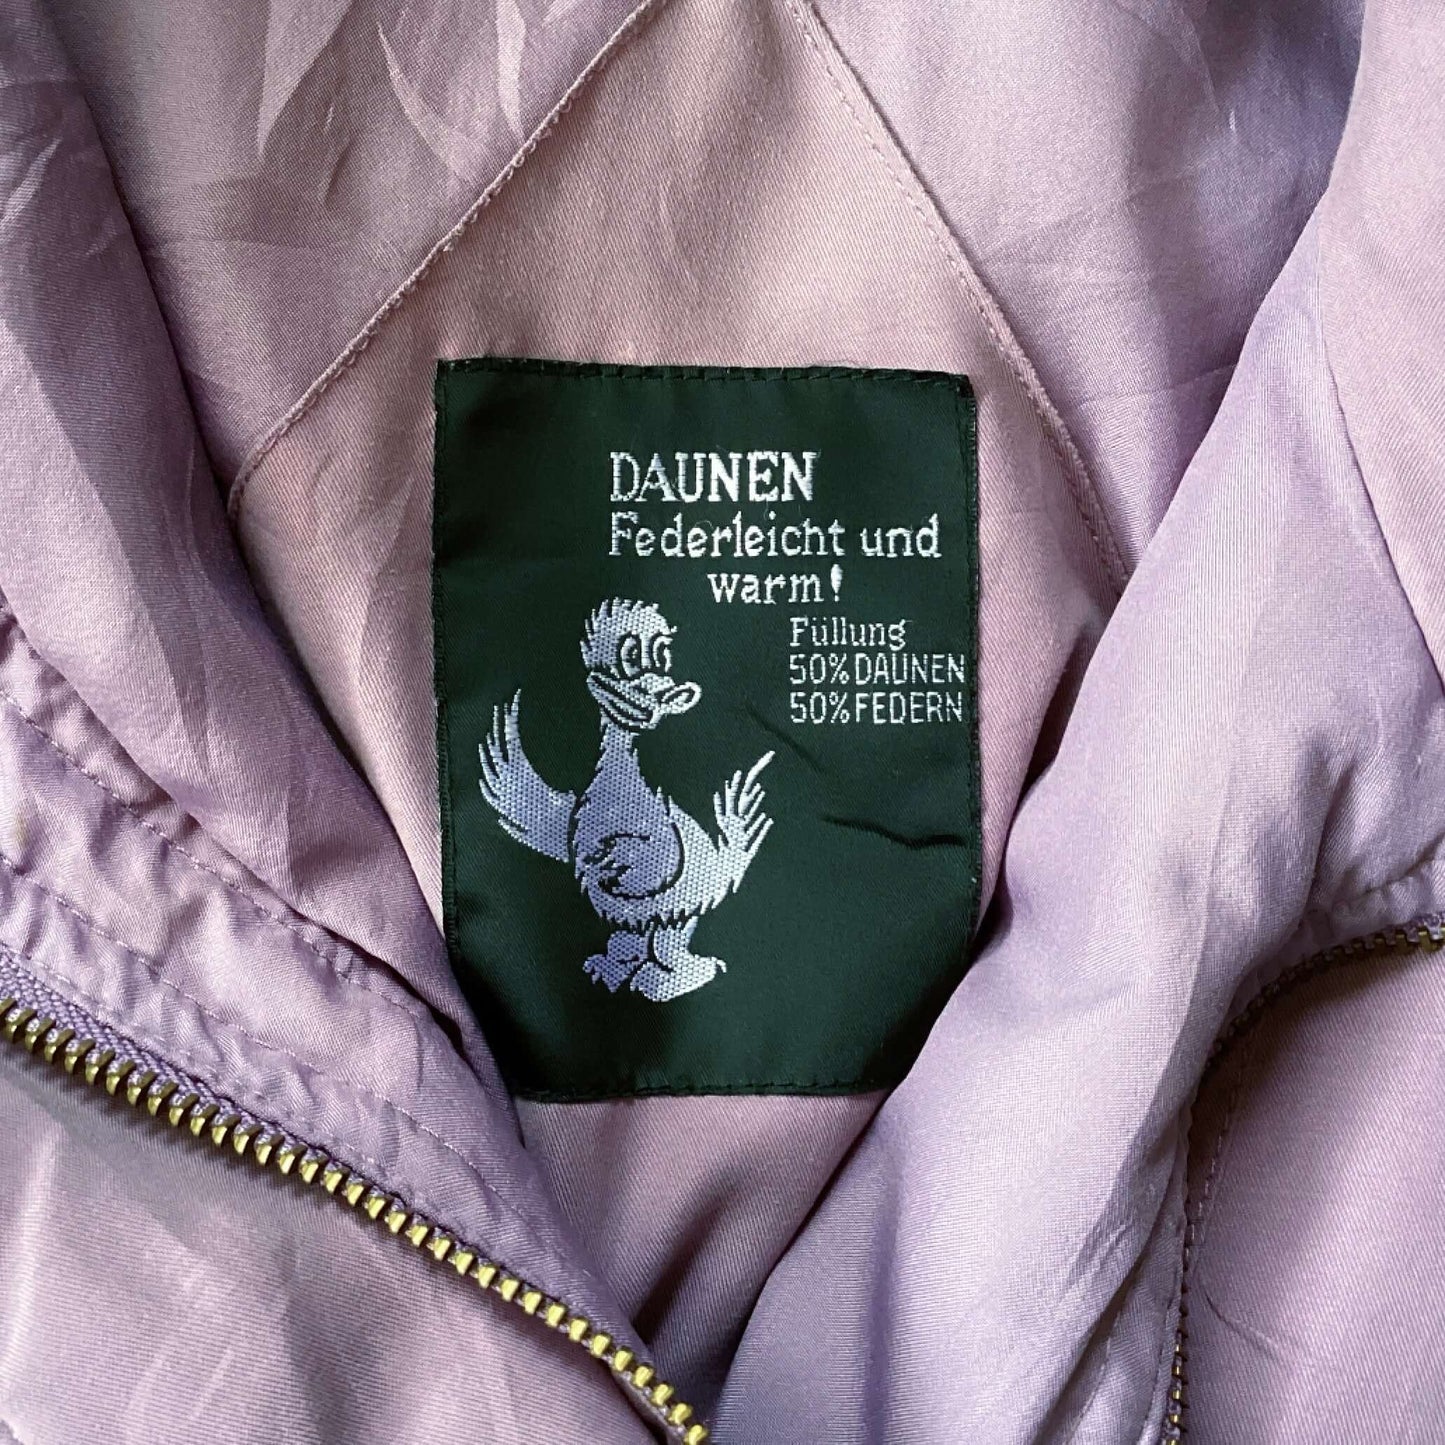 DAUNEN
Federleicht und
warm!
Füllung
50% DAUNEN
50% FEDERN